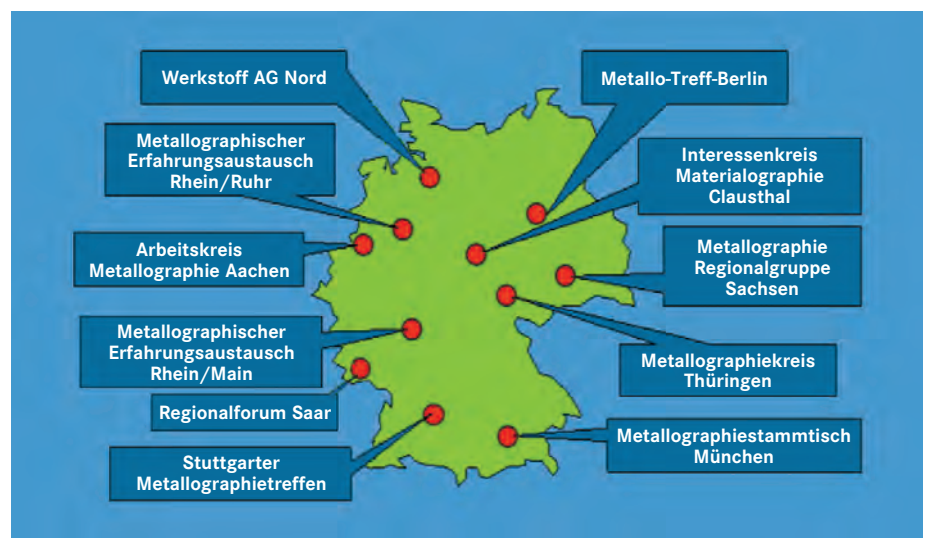 Werkstoff AG Nord
Metallo-Treff-Berlin
Metallographischer
Erfahrungsaustausch
Rhein/Ruhr
Interessenkreis
Materialographie
Clausthal
Arbeitskreis
Metallographie Aachen
Metallographie
Regionalgruppe
Sachsen
Metallographischer
Erfahrungsaustausch
Rhein/Main
Metallographiekreis
Thüringen
Regionalforum Saar
Metallographiestammtisch
München
Stuttgarter
Metallographietreffen